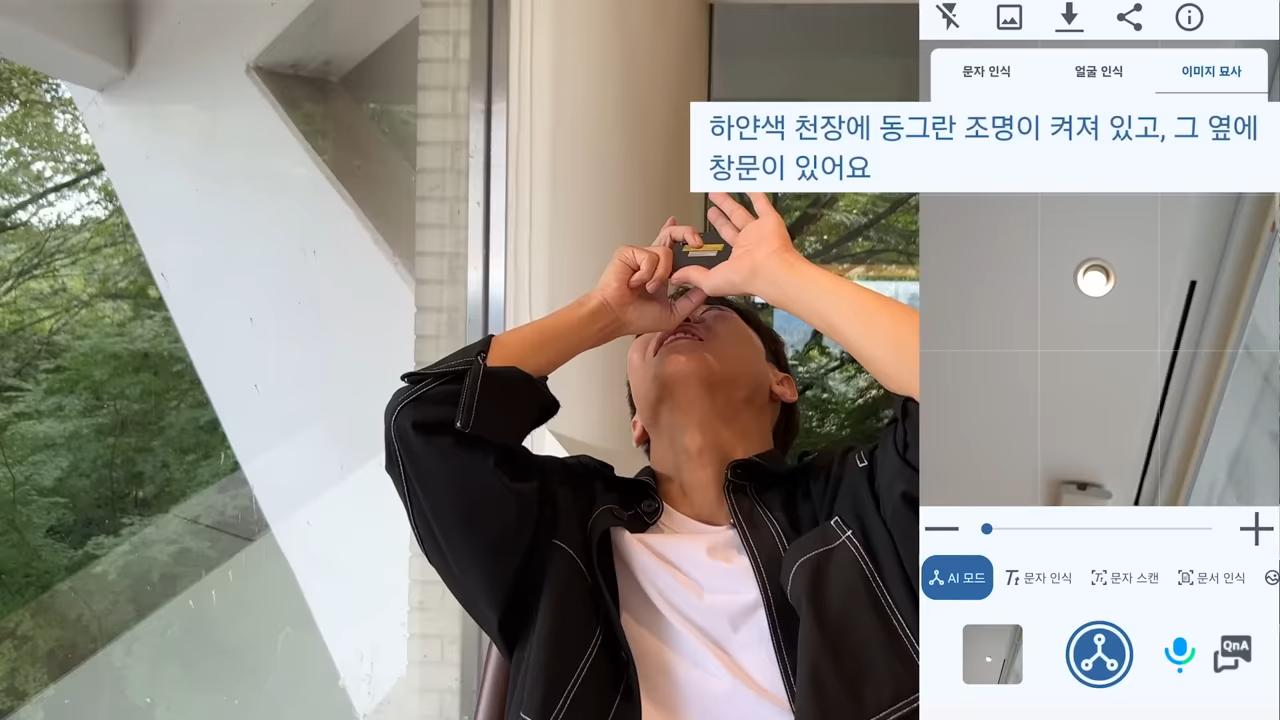 문자 인식
얼굴 인식
이미지 묘사
하얀색 천장에 동그란 조명이 켜져 있고, 그 옆에
창문이 있어요
AI 모드
Tt 문자 인식
문자 스캔
문서 인식
QnA